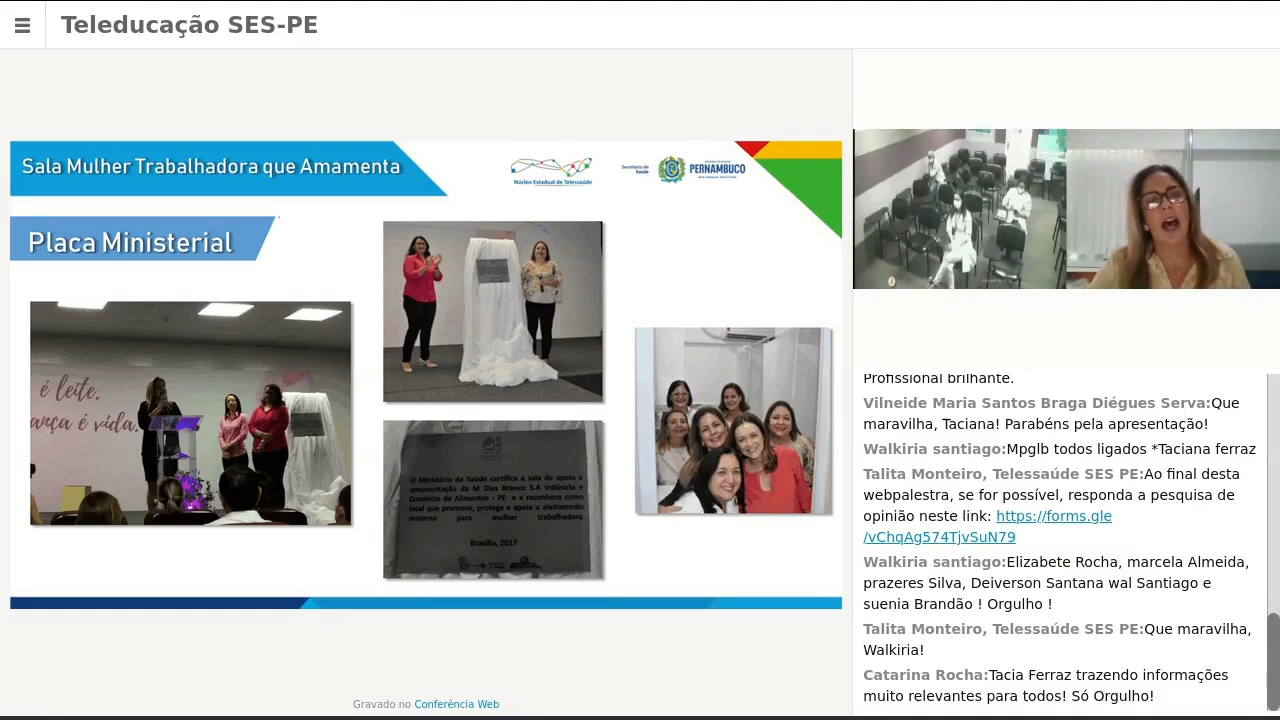 Teleducação SES-PE
Sala Mulher Trabalhadora que Amamenta
Núcleo Estadual de Telessaúde
Secretaria de
Saúde
PERNAMBUCO
Placa Ministerial
é leite.
ança é vida.
O Ministério da Saúde certifica a sala de apoio à
amamentação da M Dias Branco S.A Indústria e
Comércio de Alimentos - PE e a reconhece como
local que promove, protege e apoia o aleitamento
materno para mulher trabalhadora.
Brasília, 2017
Profissional brilhante.
Vilneide Maria Santos Braga Diégues Serva:Que
maravilha, Taciana! Parabéns pela apresentação!
Walkiria santiago:Mpglb todos ligados *Taciana ferraz
Talita Monteiro, Telessaúde SES PE:Ao final desta
webpalestra, se for possível, responda a pesquisa de
opinião neste link: https://forms.gle
/vChqAg574TjvSuN79
Walkiria santiago:Elizabete Rocha, marcela Almeida,
prazeres Silva, Deiverson Santana wal Santiago e
suenia Brandão ! Orgulho !
Talita Monteiro, Telessaúde SES PE:Que maravilha,
Walkiria!
Catarina Rocha:Tacia Ferraz trazendo informações
muito relevantes para todos! Só Orgulho!
Gravado no Conferência Web